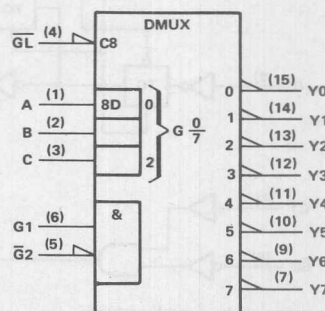 DMUX
G̅L̅ (4) C8
A (1) 8D 0
B (2)
C (3) 2
G 0/7
G1 (6) &
G̅2 (5)
0 (15) Y0
1 (14) Y1
2 (13) Y2
3 (12) Y3
4 (11) Y4
5 (10) Y5
6 (9) Y6
7 (7) Y7